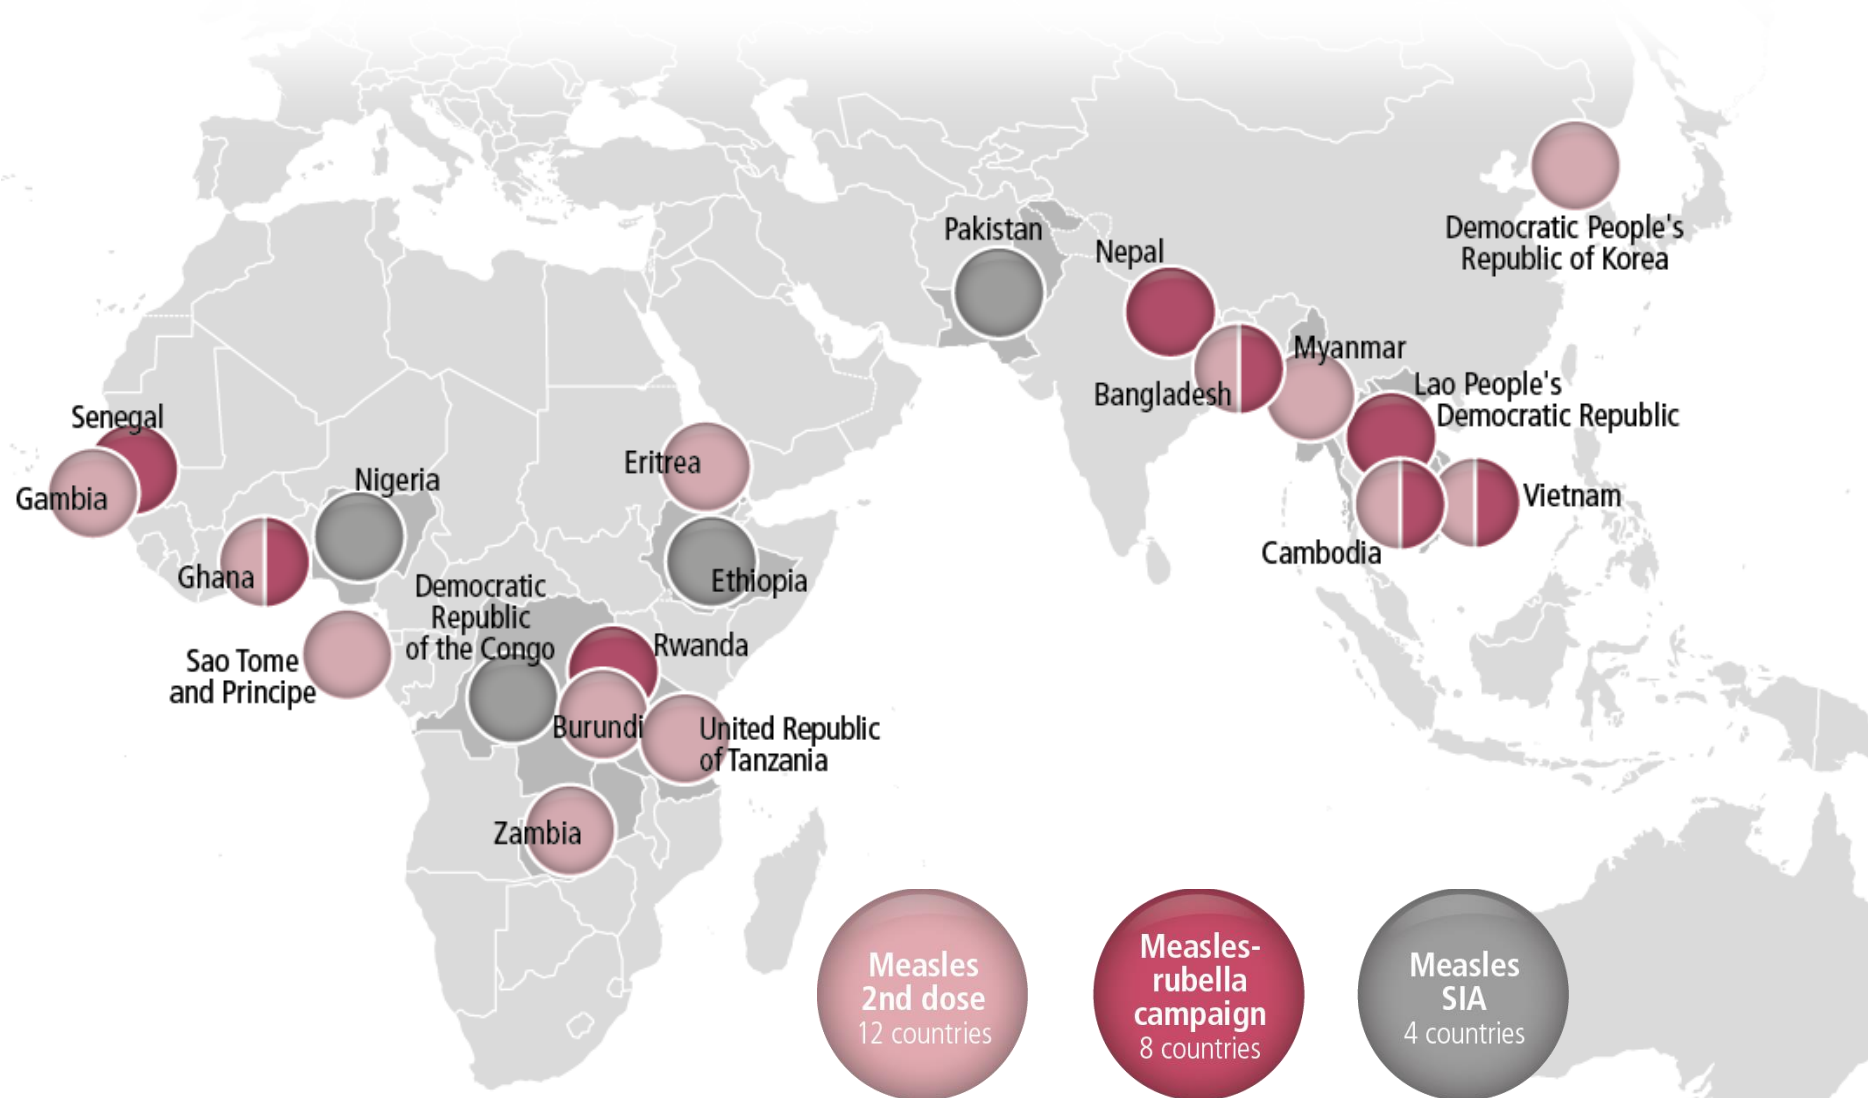 Pakistan
Nepal
Democratic People's
Republic of Korea
Myanmar
Bangladesh
Lao People's
Democratic Republic
Vietnam
Cambodia
Senegal
Gambia
Nigeria
Ghana
Eritrea
Ethiopia
Democratic
Republic
of the Congo
Rwanda
Sao Tome
and Principe
Burundi
United Republic
of Tanzania
Zambia
Measles
2nd dose
12 countries
Measles-
rubella
campaign
8 countries
Measles
SIA
4 countries